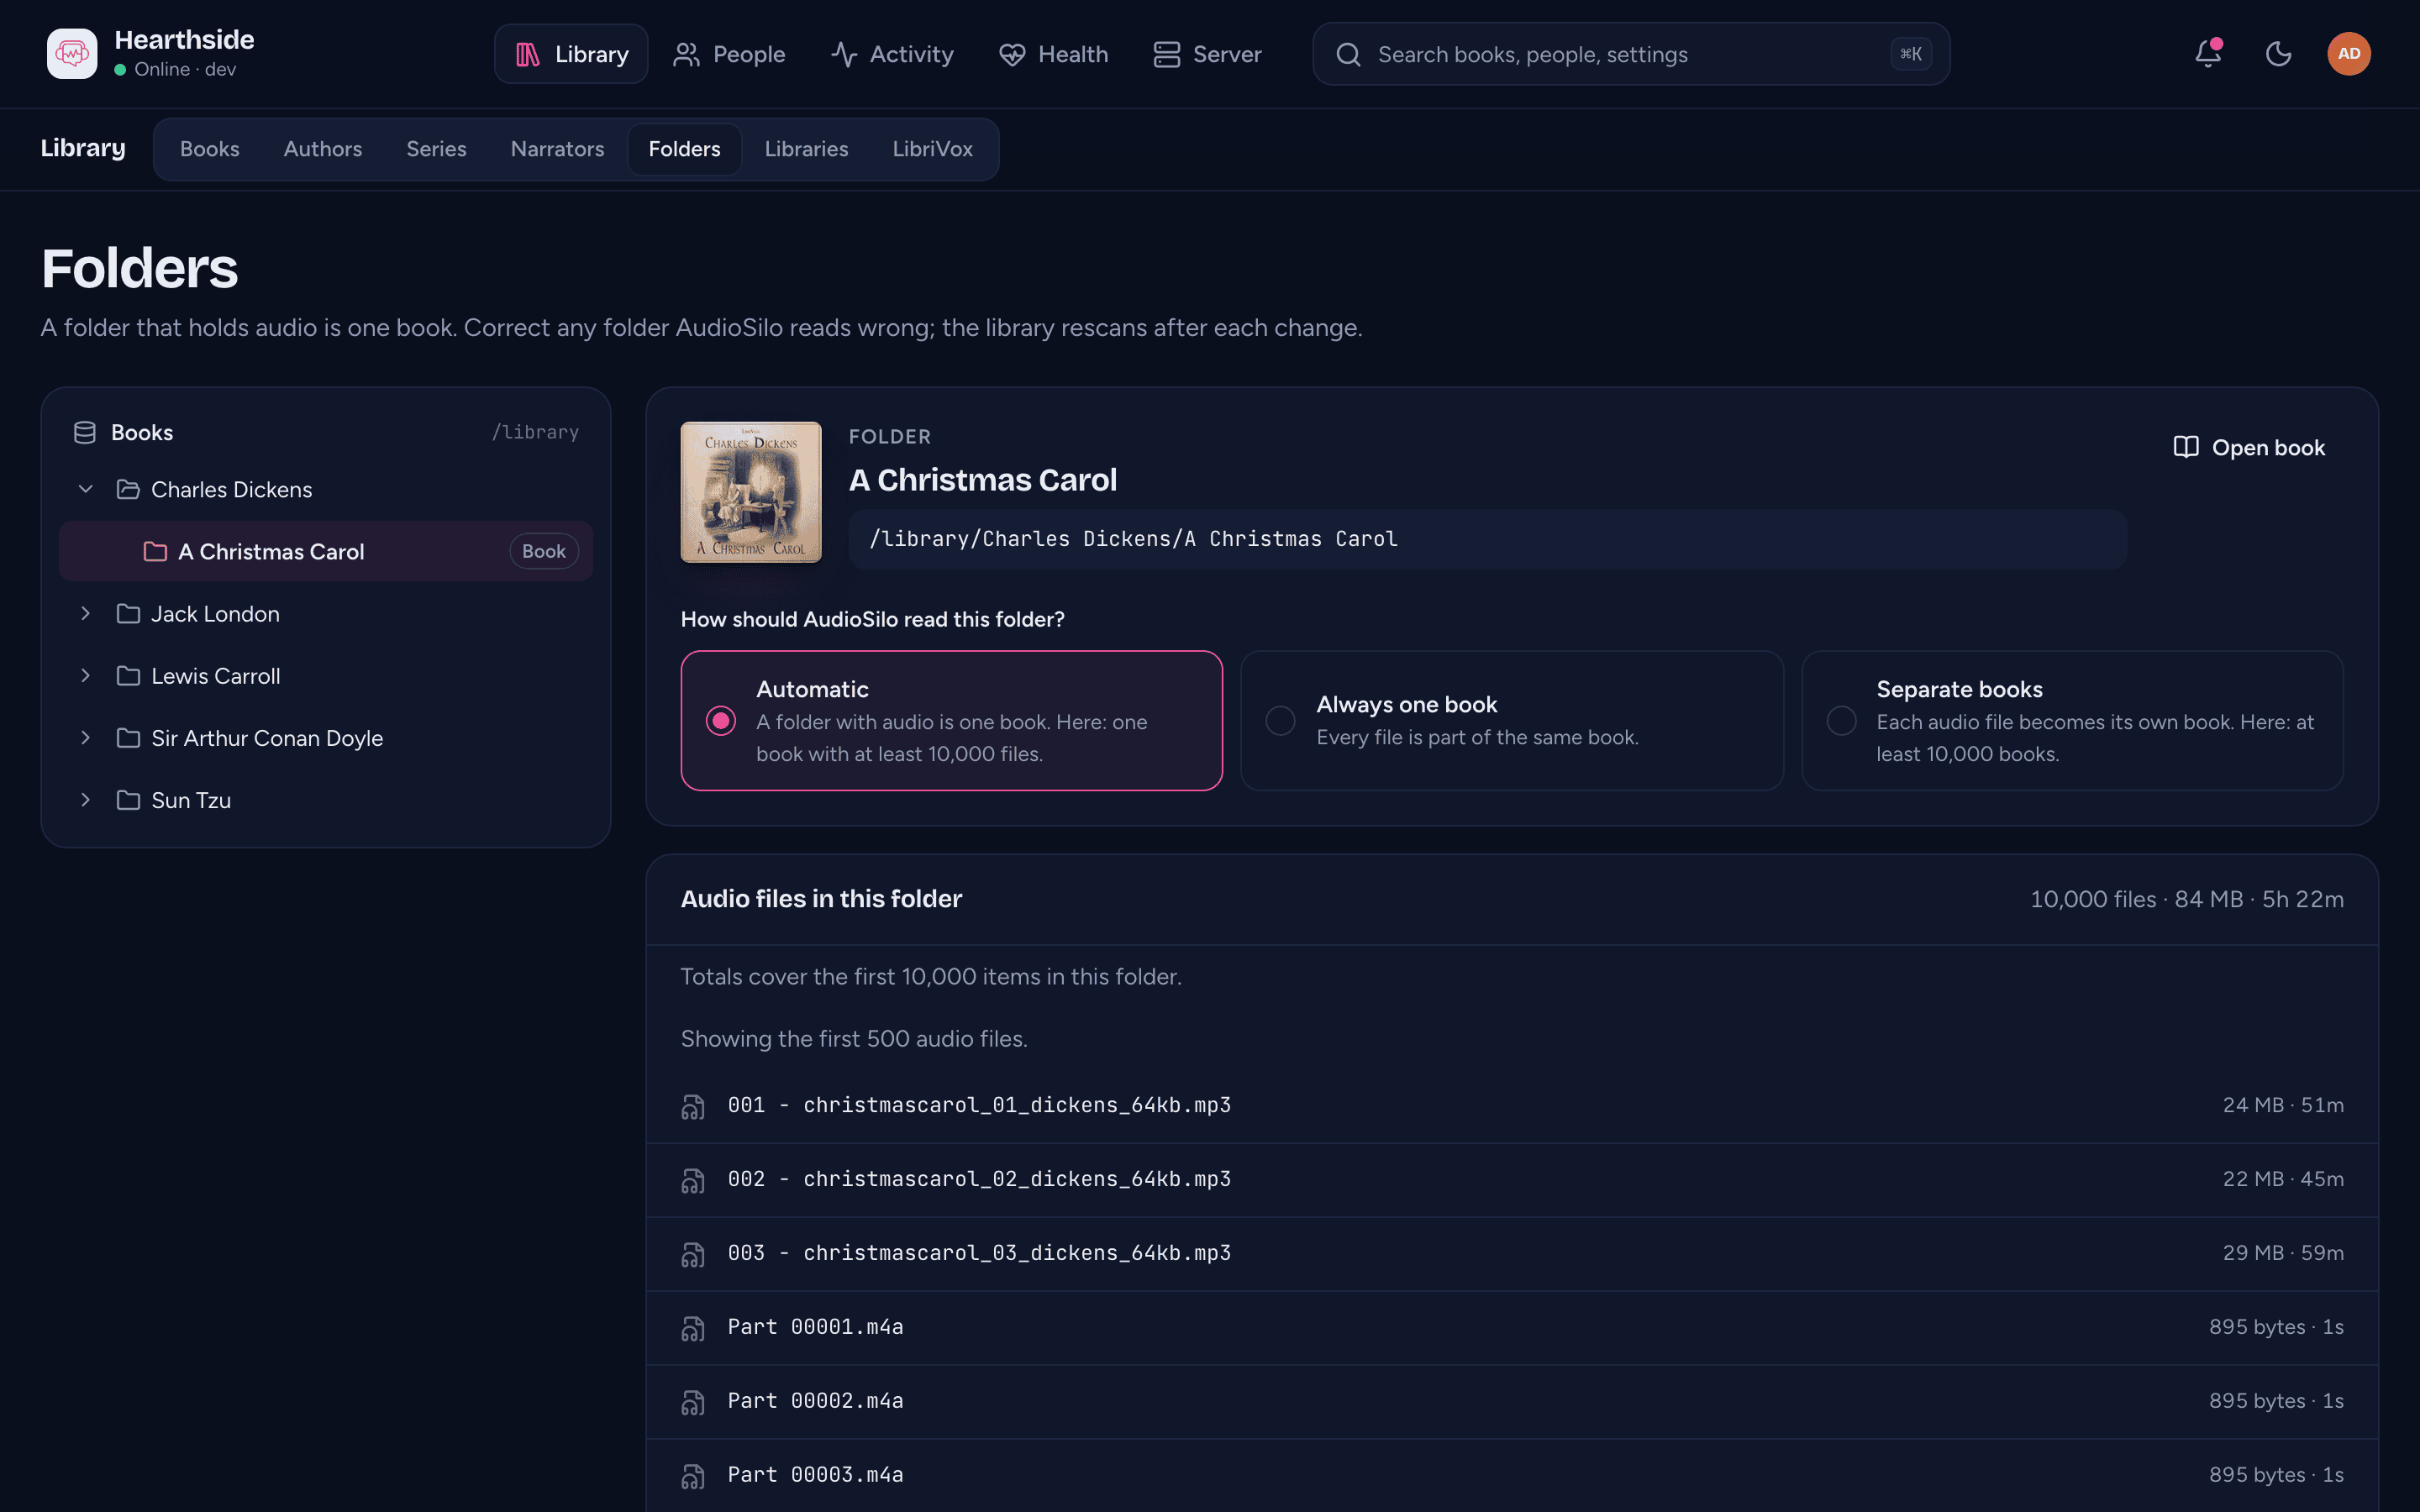 Hearthside
Online · dev
Library
People
Activity
Health
Server
Search books, people, settings
⌘K
AD
Library
Books
Authors
Series
Narrators
Folders
Libraries
LibriVox
Folders
A folder that holds audio is one book. Correct any folder AudioSilo reads wrong; the library rescans after each change.
Books
/library
Charles Dickens
A Christmas Carol
Book
Jack London
Lewis Carroll
Sir Arthur Conan Doyle
Sun Tzu
CHARLES DICKENS
A CHRISTMAS CAROL
FOLDER
A Christmas Carol
/library/Charles Dickens/A Christmas Carol
Open book
How should AudioSilo read this folder?
Automatic
A folder with audio is one book. Here: one
book with at least 10,000 files.
Always one book
Every file is part of the same book.
Separate books
Each audio file becomes its own book. Here: at
least 10,000 books.
Audio files in this folder
10,000 files · 84 MB · 5h 22m
Totals cover the first 10,000 items in this folder.
Showing the first 500 audio files.
001 - christmascarol_01_dickens_64kb.mp3
24 MB · 51m
002 - christmascarol_02_dickens_64kb.mp3
22 MB · 45m
003 - christmascarol_03_dickens_64kb.mp3
29 MB · 59m
Part 00001.m4a
895 bytes · 1s
Part 00002.m4a
895 bytes · 1s
Part 00003.m4a
895 bytes · 1s